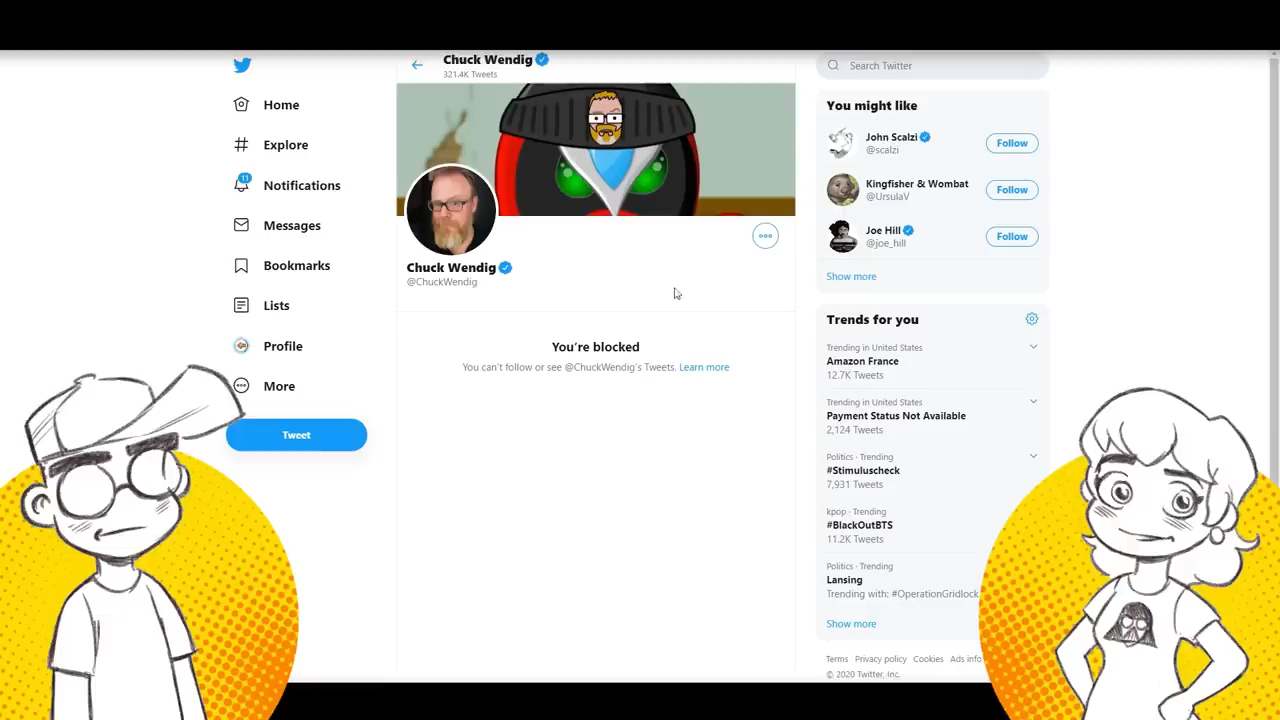 Chuck Wendig
321.4K Tweets
Home
Explore
11
Notifications
Messages
Bookmarks
Lists
Profile
More
Tweet
Chuck Wendig
@ChuckWendig
You're blocked
You can't follow or see @ChuckWendig's Tweets. Learn more
Search Twitter
You might like
John Scalzi
@scalzi
Follow
Kingfisher & Wombat
@UrsulaV
Follow
Joe Hill
@joe_hill
Follow
Show more
Trends for you
Trending in United States
Amazon France
12.7K Tweets
Trending in United States
Payment Status Not Available
2,124 Tweets
Politics · Trending
#Stimuluscheck
7,931 Tweets
kpop · Trending
#BlackOutBTS
11.2K Tweets
Politics · Trending
Lansing
Trending with: #OperationGridlock
Show more
Terms Privacy policy Cookies Ads info
© 2020 Twitter, Inc.